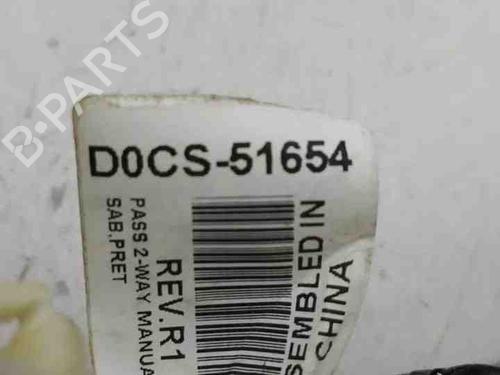 B-PARTS
D0CS-51654
PASS 2-WAY MANUA
SAB,PRET
REV.R1
SEMBLED IN
CHINA